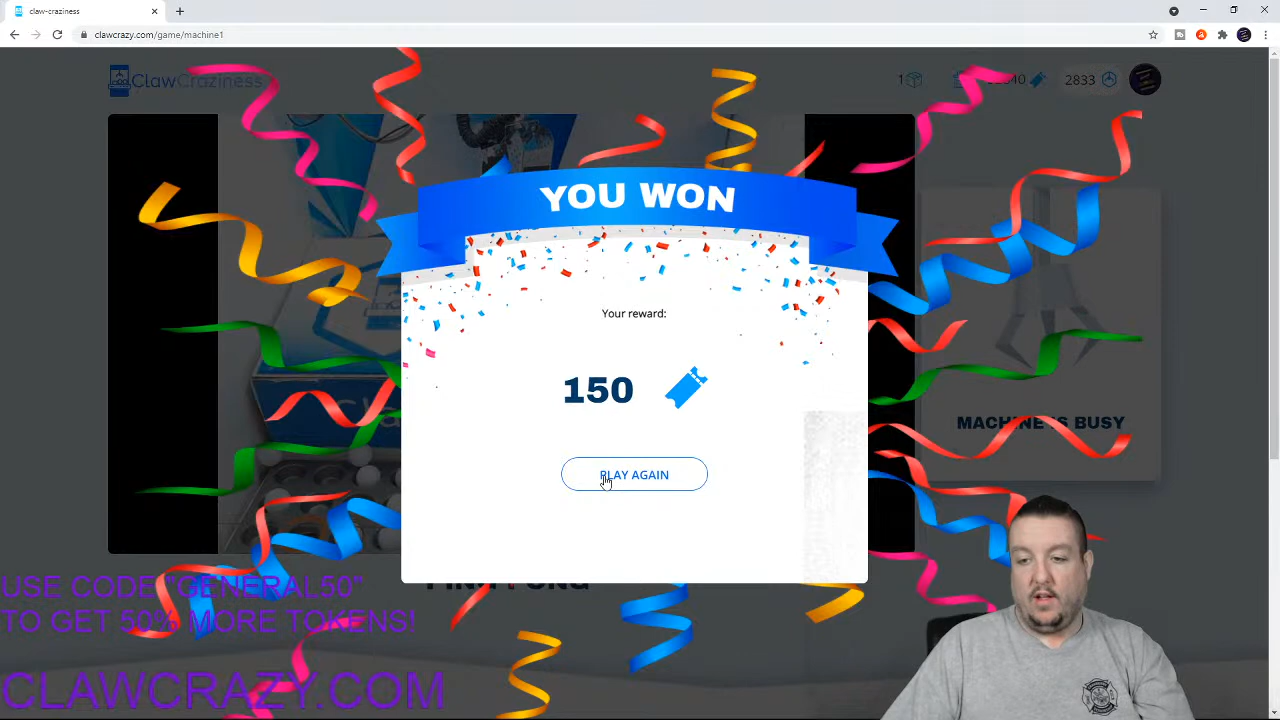 claw-craziness
clawcrazy.com/game/machine1
ClawCraziness
1
2833
YOU WON
Your reward:
150
PLAY AGAIN
MACHINE IS BUSY
USE CODE "GENERAL50"
TO GET 50% MORE TOKENS!
CLAWCRAZY.COM